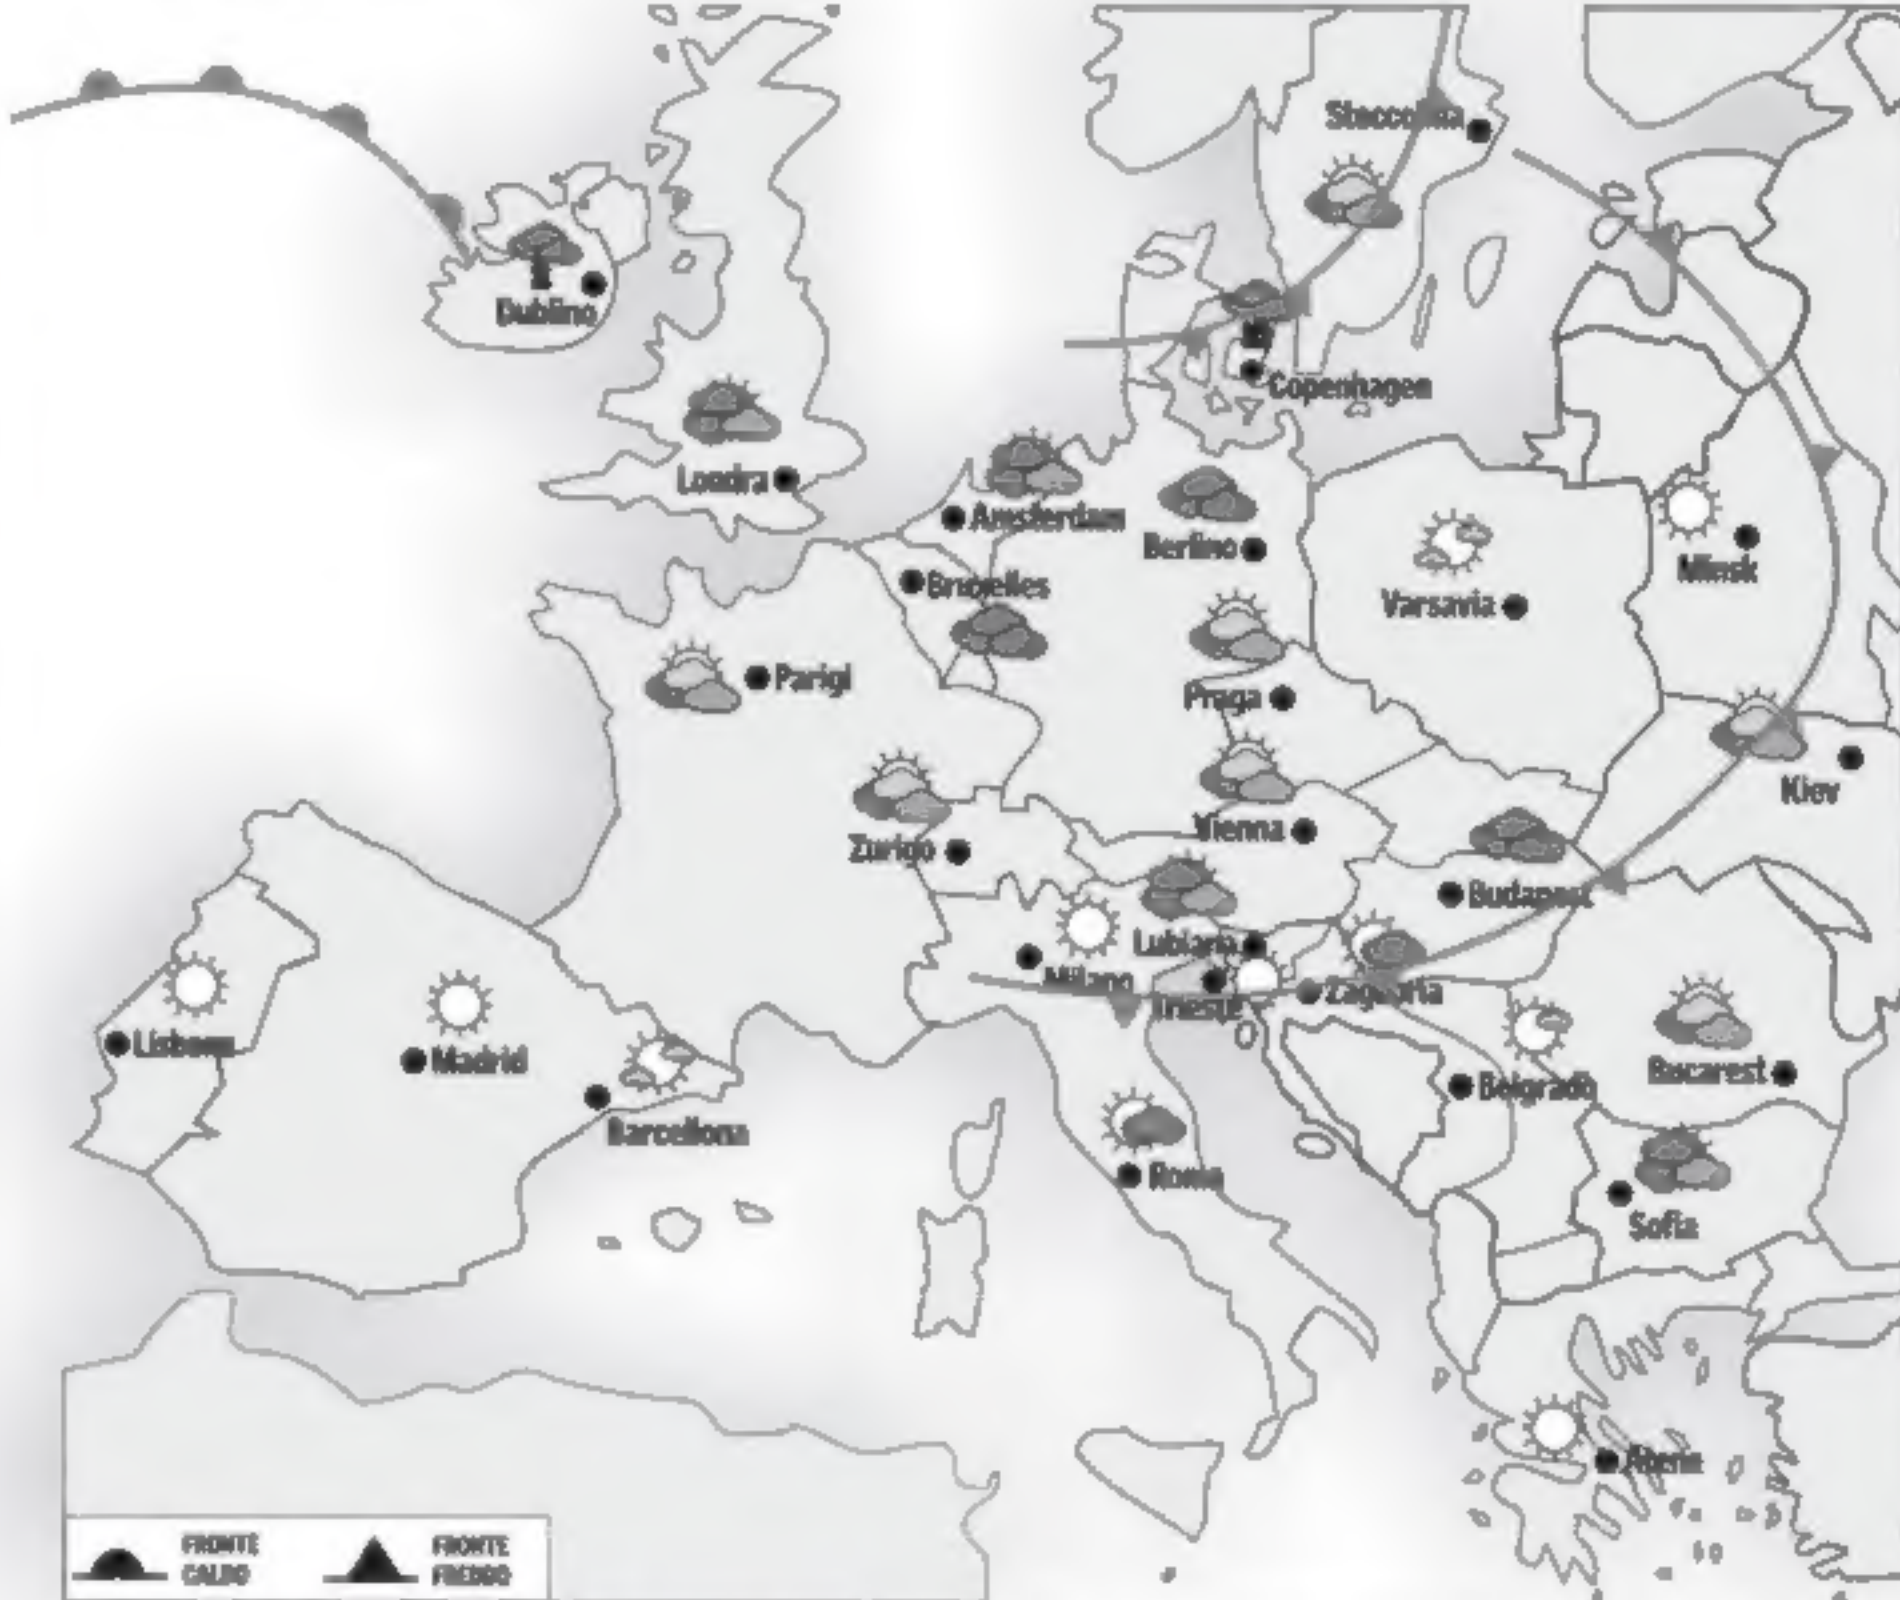 Stoccolma
Dublino
Copenhagen
Londra
Amsterdam
Berlino
Bruxelles
Minsk
Varsavia
Parigi
Praga
Kiev
Vienna
Zurigo
Budapest
Lubiana
Milano
Trieste
Zagabria
Lisbona
Madrid
Belgrado
Bucarest
Barcellona
Roma
Sofia
Atene
FRONTE
CALDO
FRONTE
FREDDO